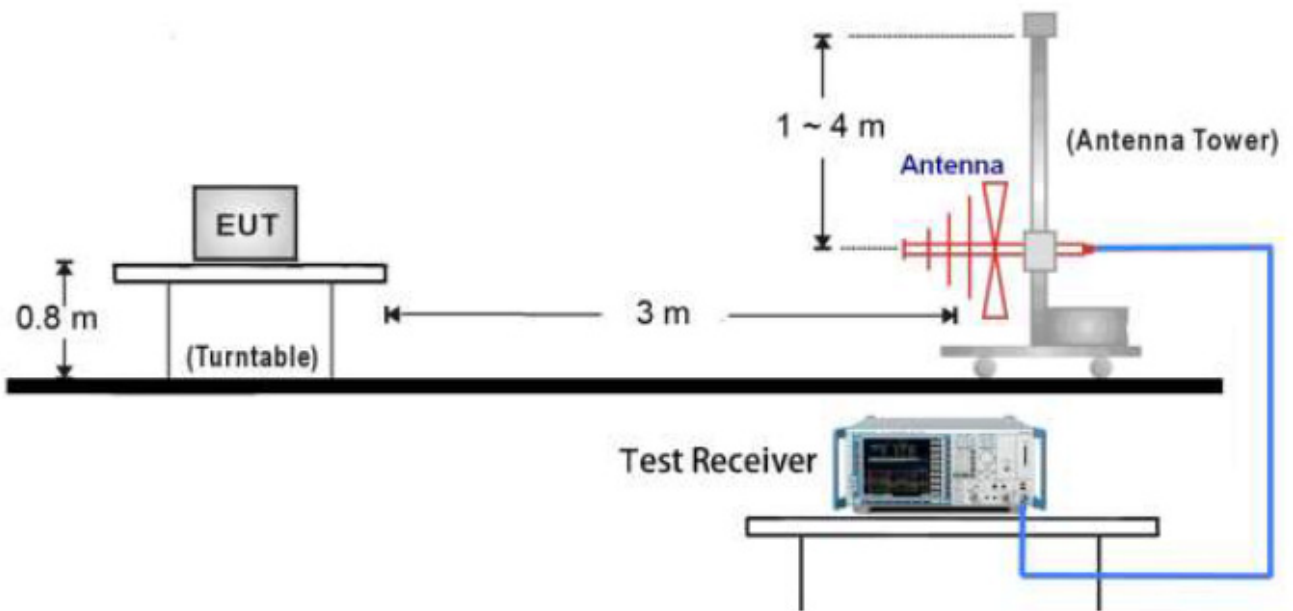 1 ~ 4 m
(Antenna Tower)
Antenna
EUT
0.8 m
3 m
(Turntable)
Test Receiver